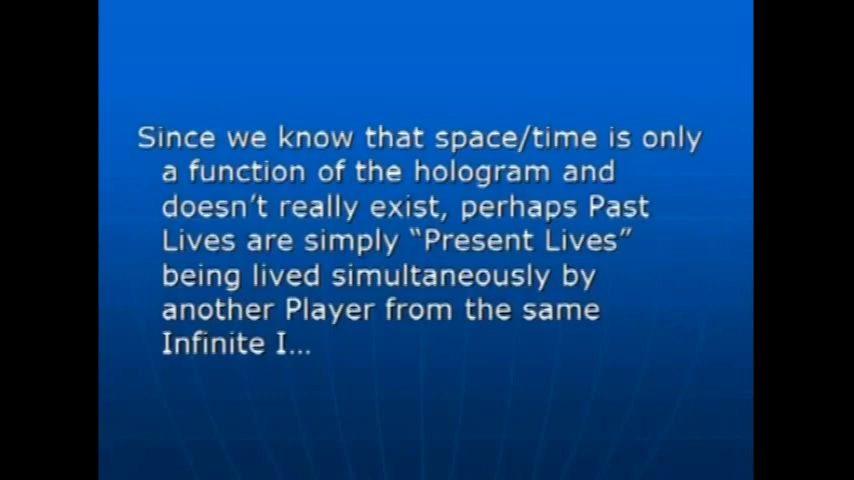 Since we know that space/time is only
a function of the hologram and
doesn't really exist, perhaps Past
Lives are simply “Present Lives”
being lived simultaneously by
another Player from the same
Infinite I...